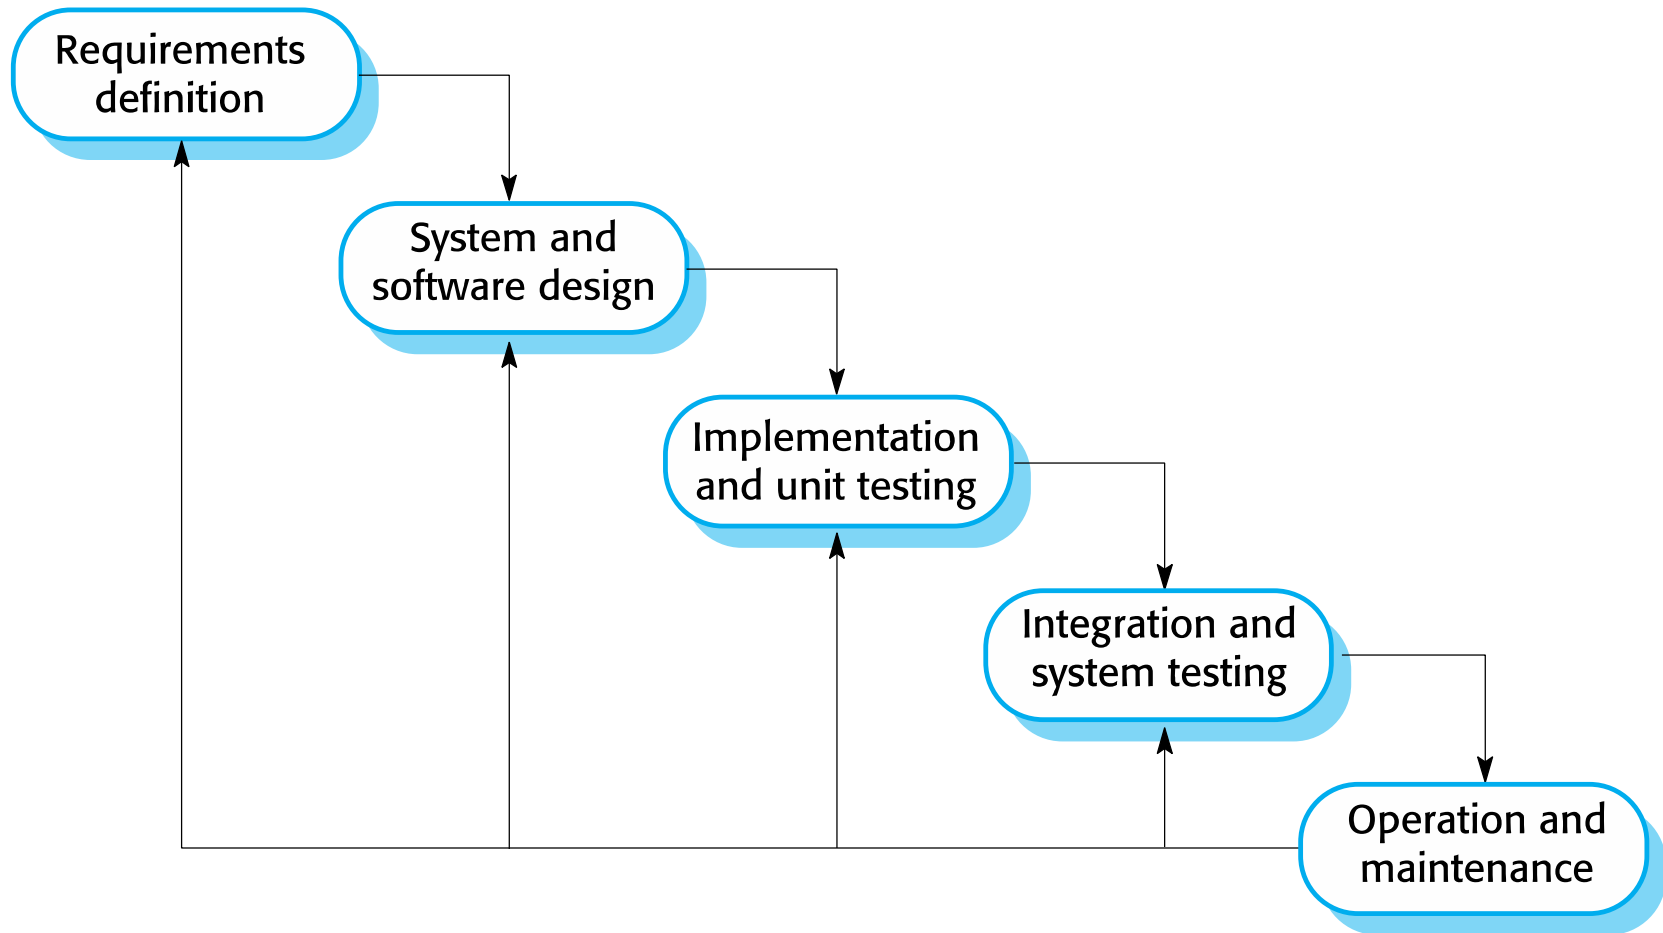 Requirements
definition
System and
software design
Implementation
and unit testing
Integration and
system testing
Operation and
maintenance